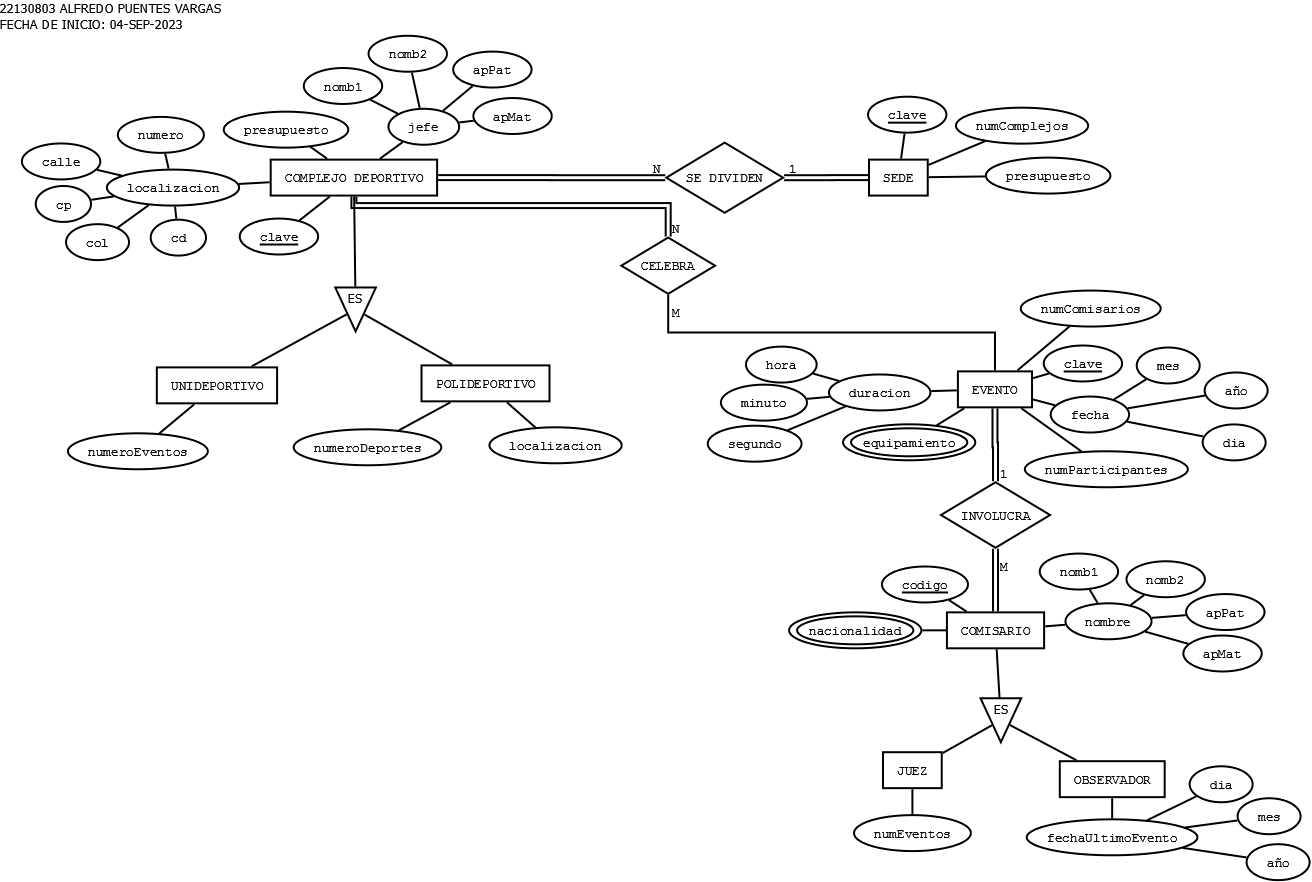 22130803 ALFREDO PUENTES VARGAS
FECHA DE INICIO: 04-SEP-2023
nomb2
apPat
nomb1
apMat
jefe
presupuesto
numero
calle
localizacion
cp
col
cd
COMPLEJO DEPORTIVO
clave
N
SE DIVIDEN
1
clave
numComplejos
SEDE
presupuesto
N
CELEBRA
M
ES
UNIDEPORTIVO
POLIDEPORTIVO
numeroEventos
numeroDeportes
localizacion
numComisarios
hora
clave
mes
minuto
duracion
EVENTO
año
fecha
segundo
equipamiento
dia
numParticipantes
1
INVOLUCRA
M
codigo
nomb1
nomb2
nacionalidad
COMISARIO
nombre
apPat
apMat
ES
JUEZ
OBSERVADOR
dia
numEventos
fechaUltimoEvento
mes
año